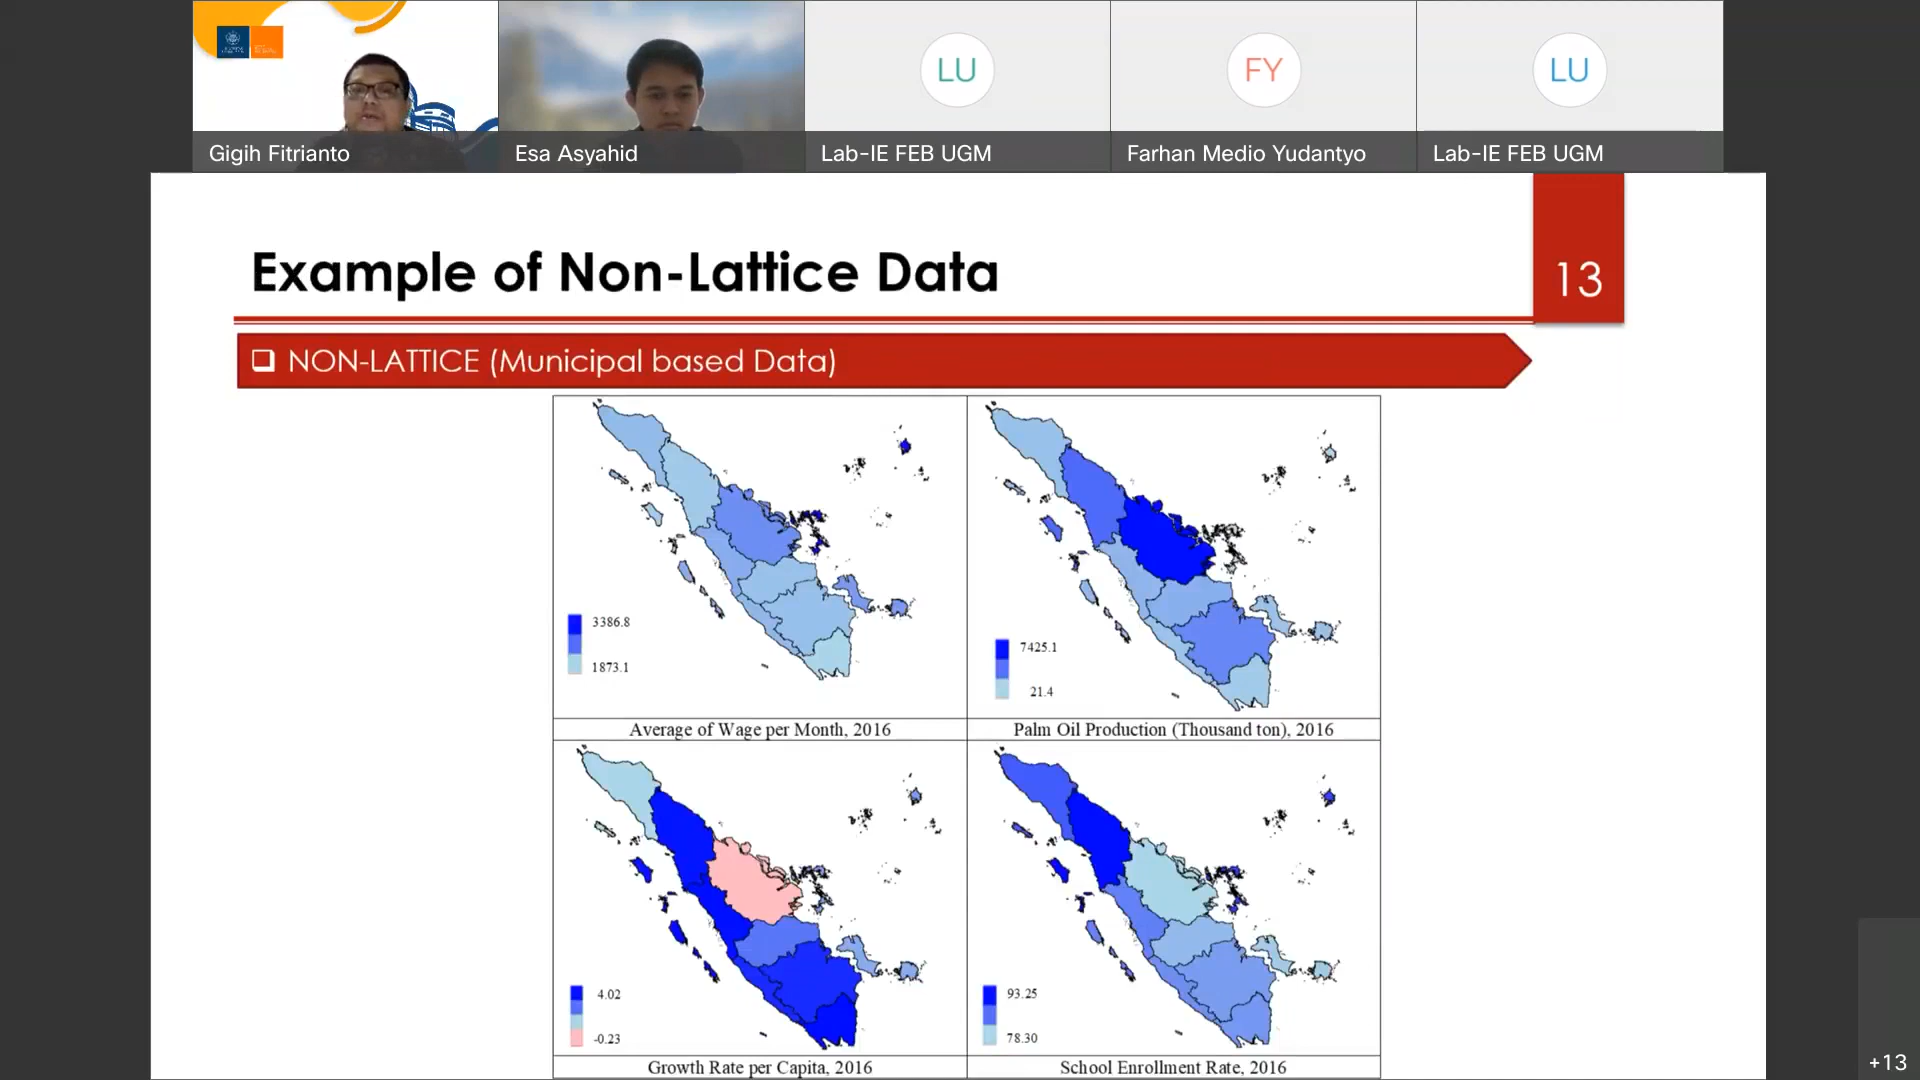 LU
FY
LU
Gigih Fitrianto
Esa Asyahid
Lab-IE FEB UGM
Farhan Medio Yudantyo
Lab-IE FEB UGM
Example of Non-Lattice Data
13
❑ NON-LATTICE (Municipal based Data)
3386.8
1873.1
7425.1
21.4
Average of Wage per Month, 2016
Palm Oil Production (Thousand ton), 2016
4.02
-0.23
93.25
78.30
Growth Rate per Capita, 2016
School Enrollment Rate, 2016
+13